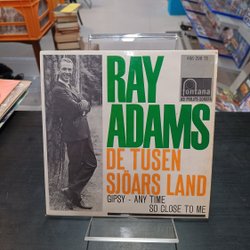 fontana
RAY
ADAMS
DE TUSEN
SJÖARS LAND
GIPSY - ANY TIME
SO CLOSE TO ME